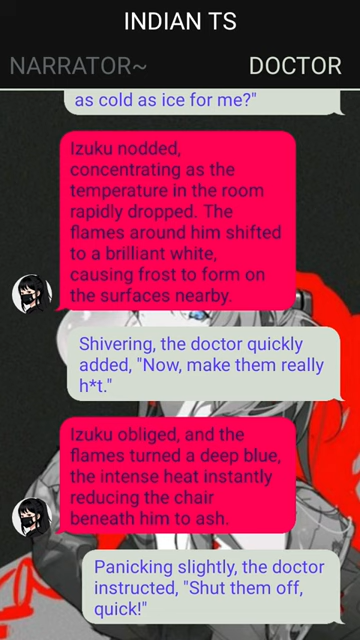 INDIAN TS
NARRATOR~ DOCTOR
as cold as ice for me?"
Izuku nodded,
concentrating as the
temperature in the room
rapidly dropped. The
flames around him shifted
to a brilliant white,
causing frost to form on
the surfaces nearby.
Shivering, the doctor quickly
added, "Now, make them really
h*t."
Izuku obliged, and the
flames turned a deep blue,
the intense heat instantly
reducing the chair
beneath him to ash.
Panicking slightly, the doctor
instructed, "Shut them off,
quick!"